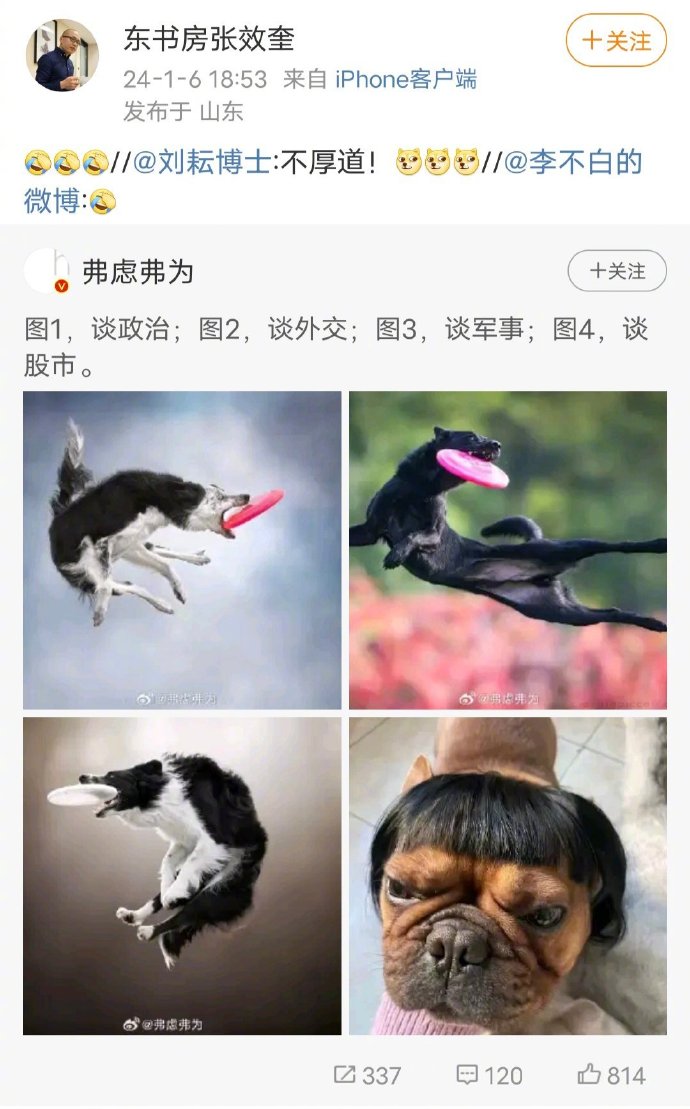 东书房张效奎
＋关注
24-1-6 18:53 来自 iPhone客户端
发布于 山东
//@刘耘博士:不厚道！//@李不白的
微博:
弗虑弗为
＋关注
图1，谈政治；图2，谈外交；图3，谈军事；图4，谈
股市。
@弗虑弗为
@弗虑弗为
@弗虑弗为
337 120 814